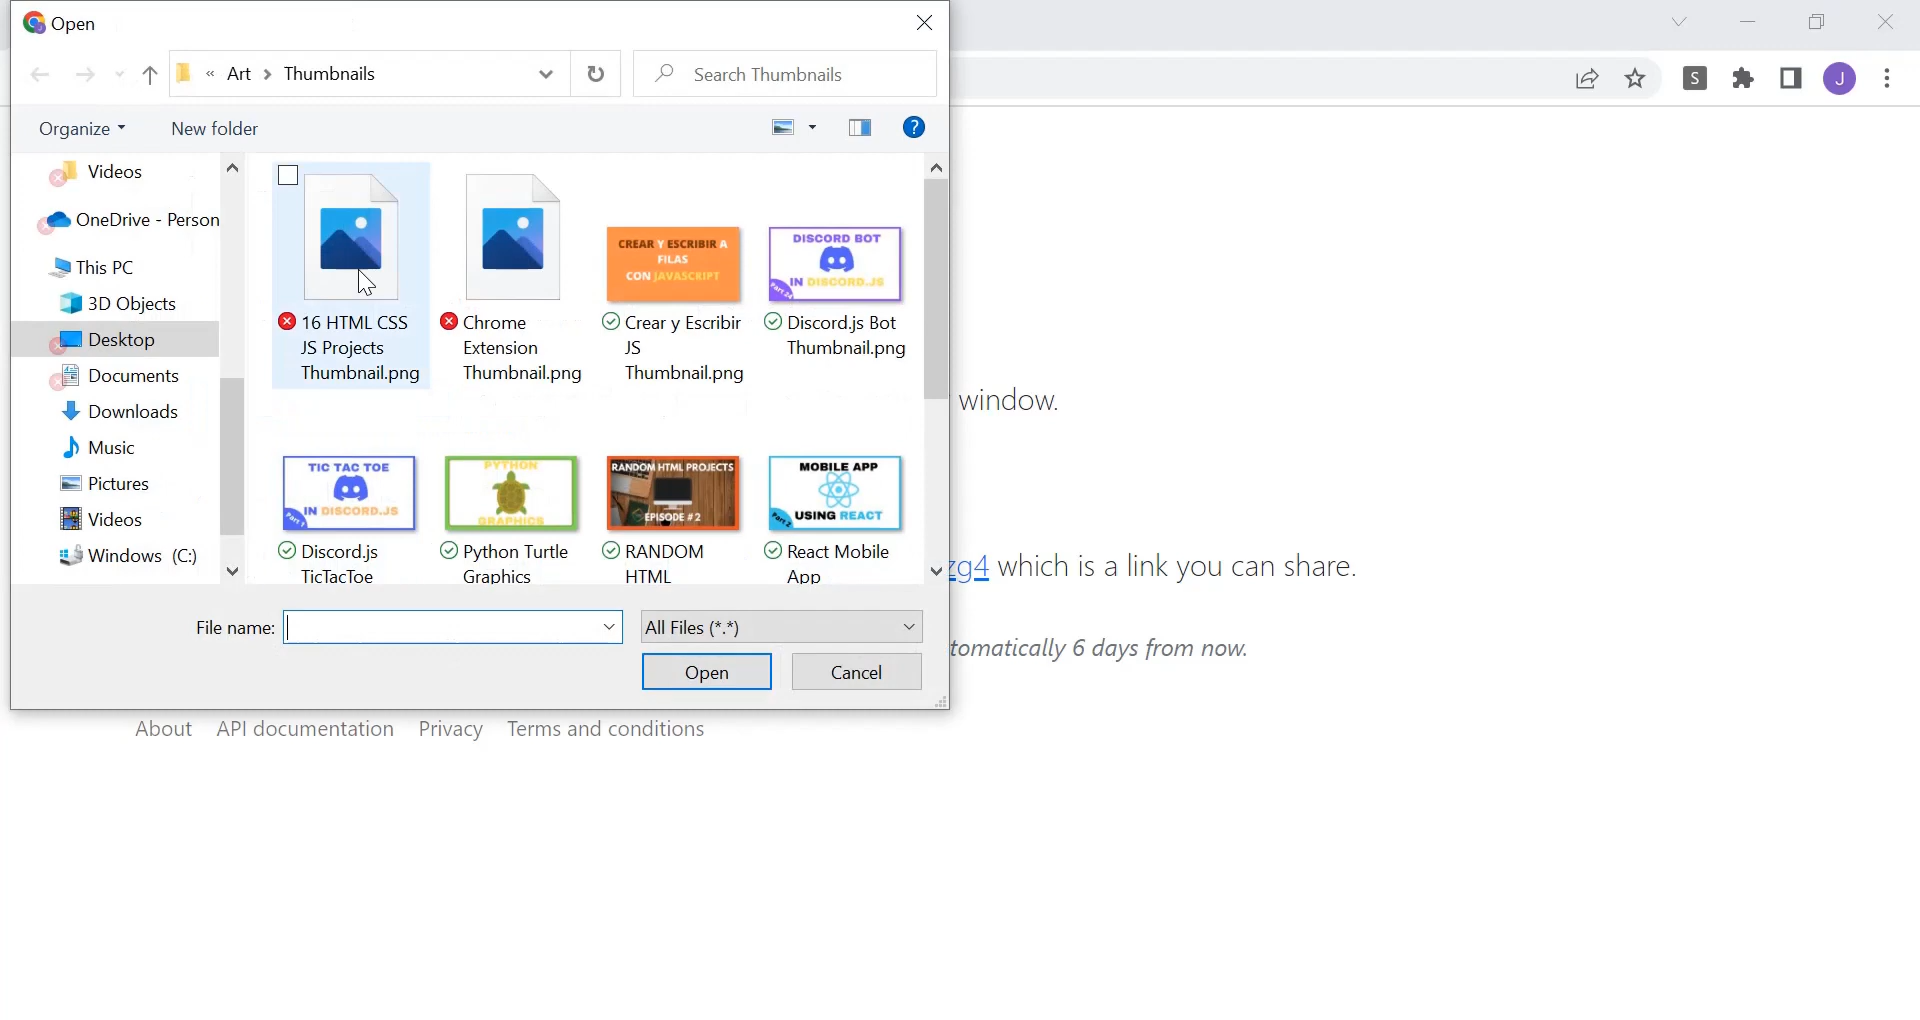 Open
« Art > Thumbnails
Search Thumbnails
S
J
Organize
New folder
?
Videos
OneDrive - Person
This PC
3D Objects
Desktop
Documents
Downloads
Music
Pictures
Videos
Windows (C:)
16 HTML CSS
JS Projects
Thumbnail.png
Chrome
Extension
Thumbnail.png
CREAR Y ESCRIBIR A
FILAS
CON JAVASCRIPT
Crear y Escribir
JS
Thumbnail.png
DISCORD BOT
IN DISCORD.JS
Discord.js Bot
Thumbnail.png
TIC TAC TOE
IN DISCORD.JS
Part 1
Discord.js
TicTacToe
PYTHON
GRAPHICS
Python Turtle
Graphics
RANDOM HTML PROJECTS
EPISODE #2
RANDOM
HTML
MOBILE APP
USING REACT
Part 2
React Mobile
App
File name:
All Files (*.*)
Open
Cancel
window.
zg4 which is a link you can share.
tomatically 6 days from now.
About API documentation Privacy Terms and conditions